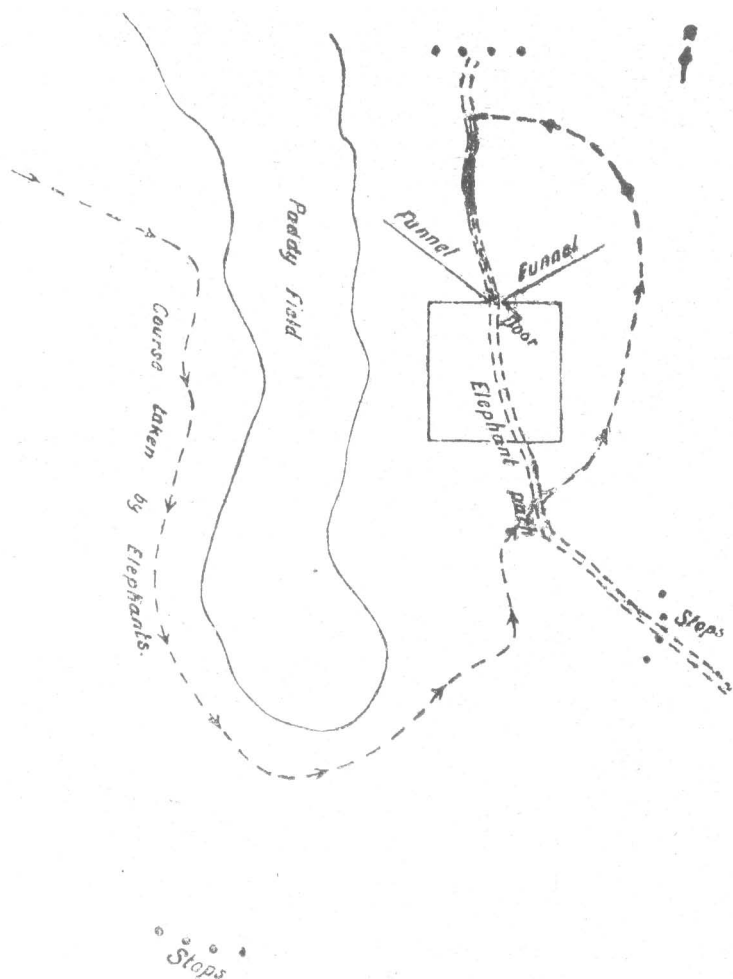 Funnel
Funnel
Door
Paddy Field
Elephant path
Course taken by Elephants.
Stops
Stops